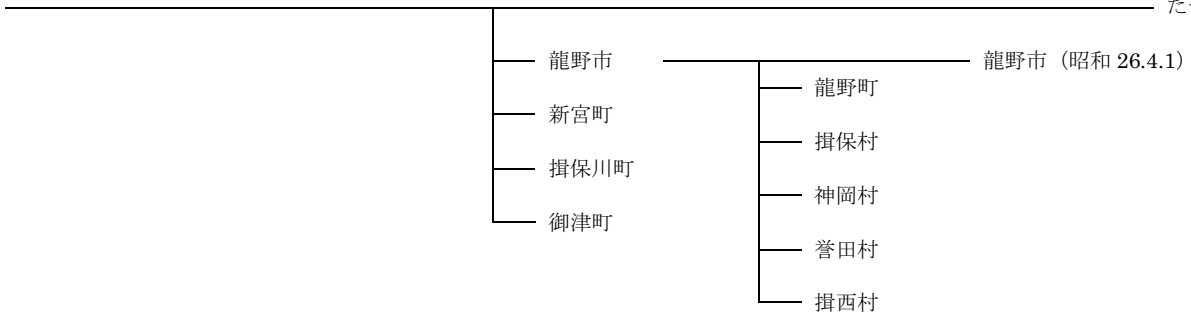 た
龍野市
龍野市（昭和 26.4.1）
龍野町
新宮町
揖保村
揖保川町
神岡村
御津町
誉田村
揖西村